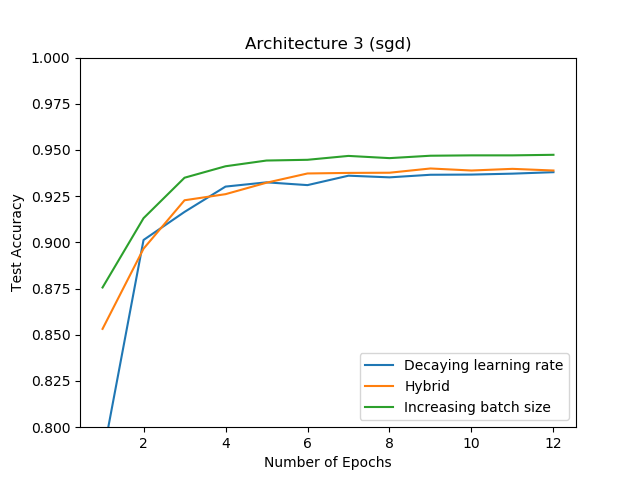 Architecture 3 (sgd)
1.000
0.975
0.950
0.925
0.900
0.875
0.850
0.825
0.800
Test Accuracy
Decaying learning rate
Hybrid
Increasing batch size
2 4 6 8 10 12
Number of Epochs